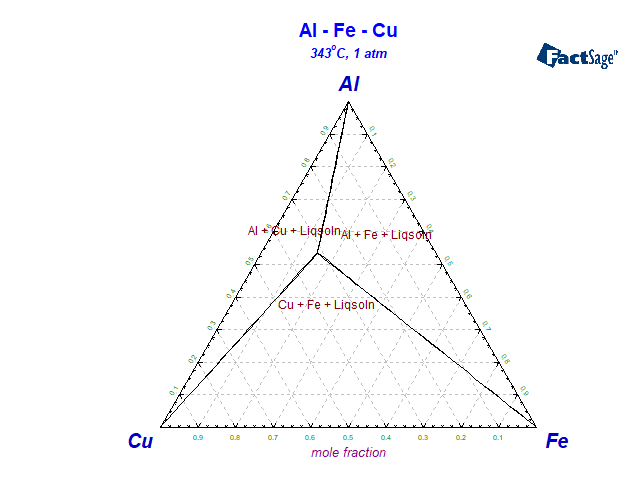 Al - Fe - Cu
343°C, 1 atm
FactSage
Al
0.9 0.1
0.8 0.2
0.7 0.3
0.6 0.4
Al + Cu + Liqsoln Al + Fe + Liqsoln
0.5 0.5
0.4 0.6
Cu + Fe + Liqsoln
0.3 0.7
0.2 0.8
0.1 0.9
Cu Fe
0.9 0.8 0.7 0.6 0.5 0.4 0.3 0.2 0.1
mole fraction